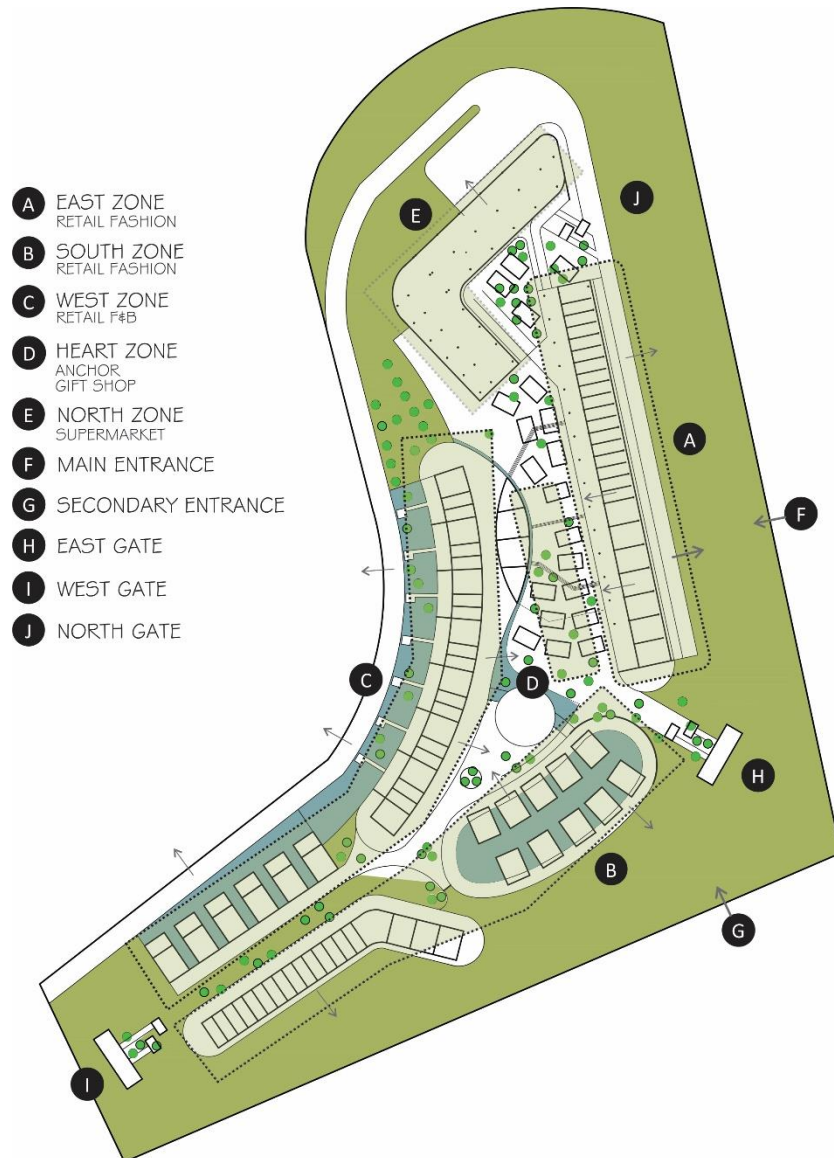 A EAST ZONE
RETAIL FASHION
B SOUTH ZONE
RETAIL FASHION
C WEST ZONE
RETAIL F&B
D HEART ZONE
ANCHOR
GIFT SHOP
E NORTH ZONE
SUPERMARKET
F MAIN ENTRANCE
G SECONDARY ENTRANCE
H EAST GATE
I WEST GATE
J NORTH GATE
J
E
A
F
C
D
H
B
G
I